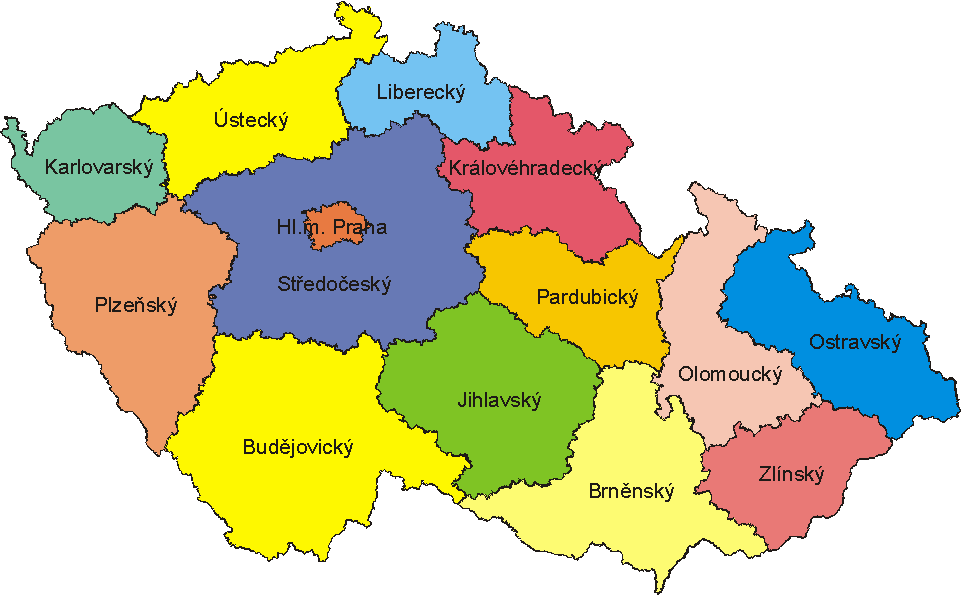 Liberecký
Ústecký
Karlovarský
Královéhradecký
Hl.m. Praha
Středočeský
Pardubický
Plzeňský
Ostravský
Olomoucký
Jihlavský
Budějovický
Zlínský
Brněnský